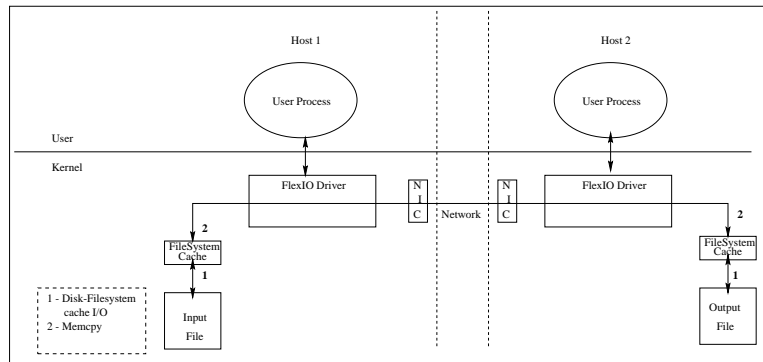 Host 1
Host 2
User Process
User Process
User
Kernel
FlexIO Driver
N
I
C
Network
N
I
C
FlexIO Driver
2
2
FileSystem
Cache
FileSystem
Cache
1
1
1 - Disk-Filesystem
cache I/O
2 - Memcpy
Input
File
Output
File